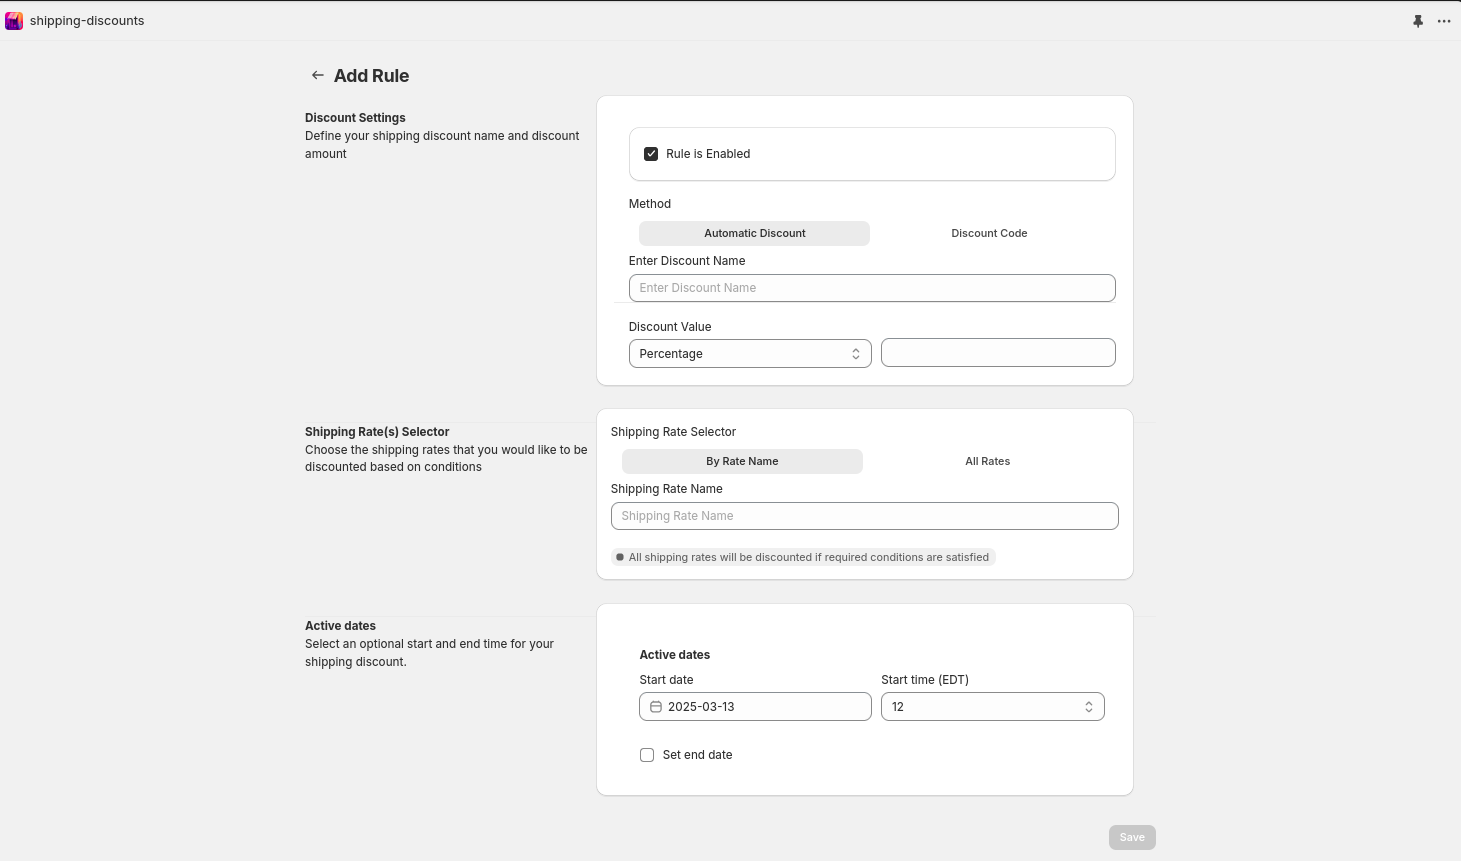 shipping-discounts
Add Rule
Discount Settings
Define your shipping discount name and discount
amount
Rule is Enabled
Method
Automatic Discount
Discount Code
Enter Discount Name
Enter Discount Name
Discount Value
Percentage
Shipping Rate(s) Selector
Choose the shipping rates that you would like to be
discounted based on conditions
Shipping Rate Selector
By Rate Name
All Rates
Shipping Rate Name
Shipping Rate Name
All shipping rates will be discounted if required conditions are satisfied
Active dates
Select an optional start and end time for your
shipping discount.
Active dates
Start date
Start time (EDT)
2025-03-13
12
Set end date
Save